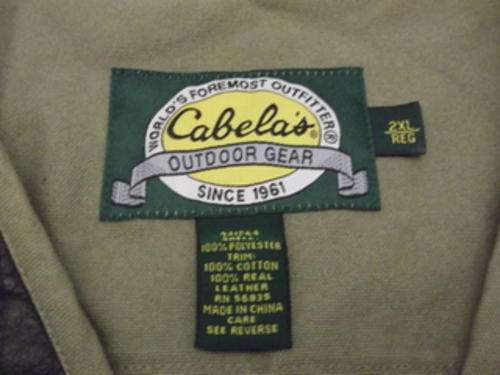 WORLD'S FOREMOST OUTFITTER®
Cabela's®
OUTDOOR GEAR
SINCE 1961
2XL
REG
100% POLYESTER
TRIM:
100% COTTON
100% REAL
LEATHER
RN 56835
MADE IN CHINA
CARE
SEE REVERSE